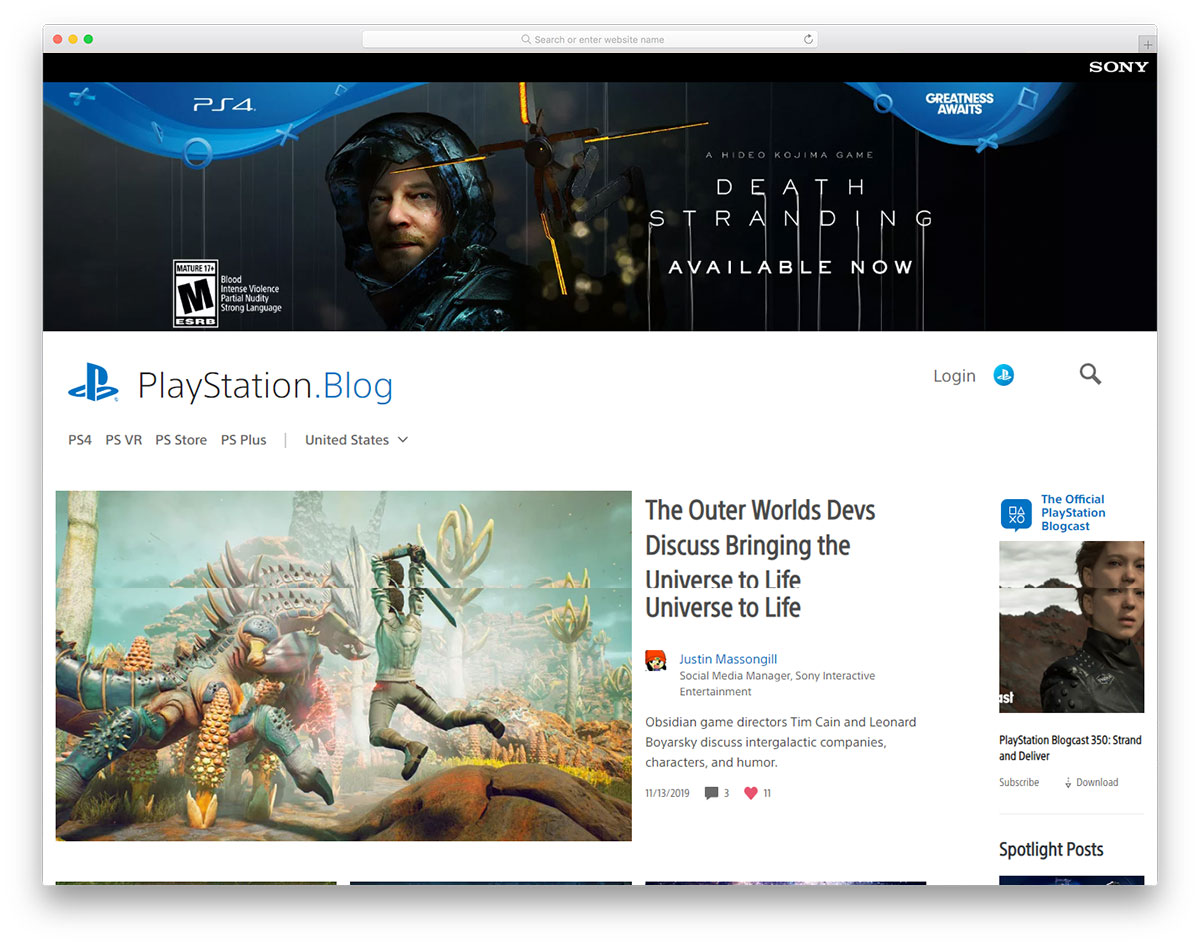 Search or enter website name
SONY
PS4
GREATNESS
AWAITS
A HIDEO KOJIMA GAME
DEATH
STRANDING
AVAILABLE NOW
MATURE 17+
M
ESRB
Blood
Intense Violence
Partial Nudity
Strong Language
PlayStation.Blog
Login
PS4 PS VR PS Store PS Plus | United States
The Outer Worlds Devs
Discuss Bringing the
Universe to Life
Universe to Life
Justin Massongill
Social Media Manager, Sony Interactive
Entertainment
Obsidian game directors Tim Cain and Leonard
Boyarsky discuss intergalactic companies,
characters, and humor.
11/13/2019 3 11
The Official
PlayStation
Blogcast
ast
PlayStation Blogcast 350: Strand
and Deliver
Subscribe Download
Spotlight Posts